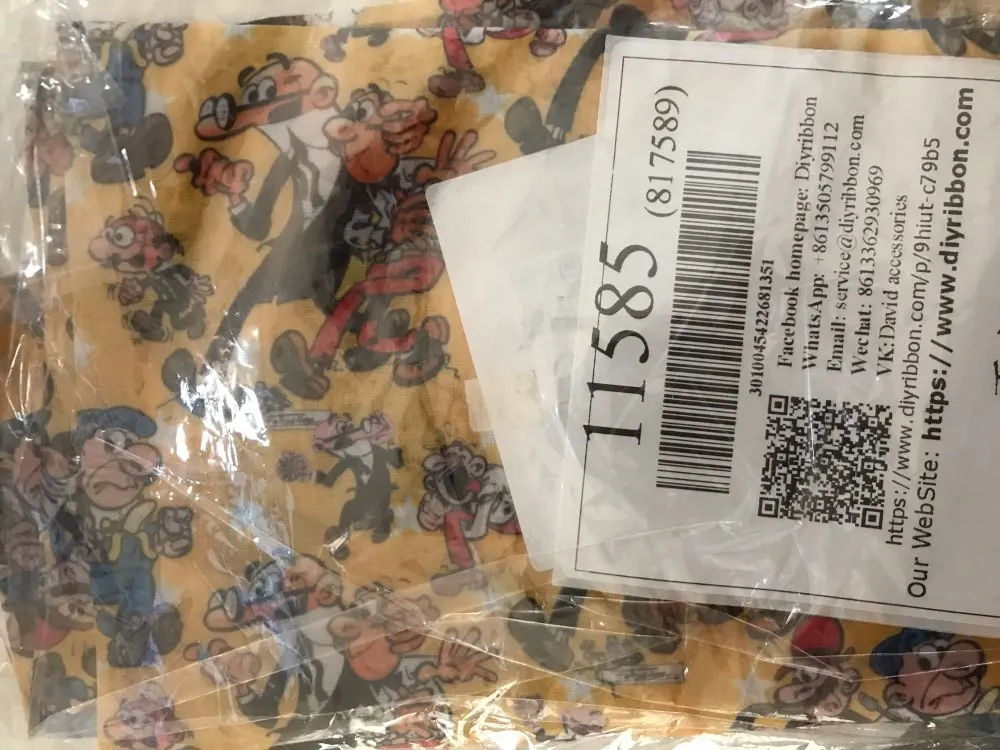 11585
(817589)
3010045422681351
Facebook homepage: Diyribbon
WhatsApp: +8613505799112
Email: service@diyribbon.com
Wechat: 8613362930969
VK:David accessories
https://www.diyribbon.com/p/9hiut-c79b5
Our WebSite: https://www.diyribbon.com